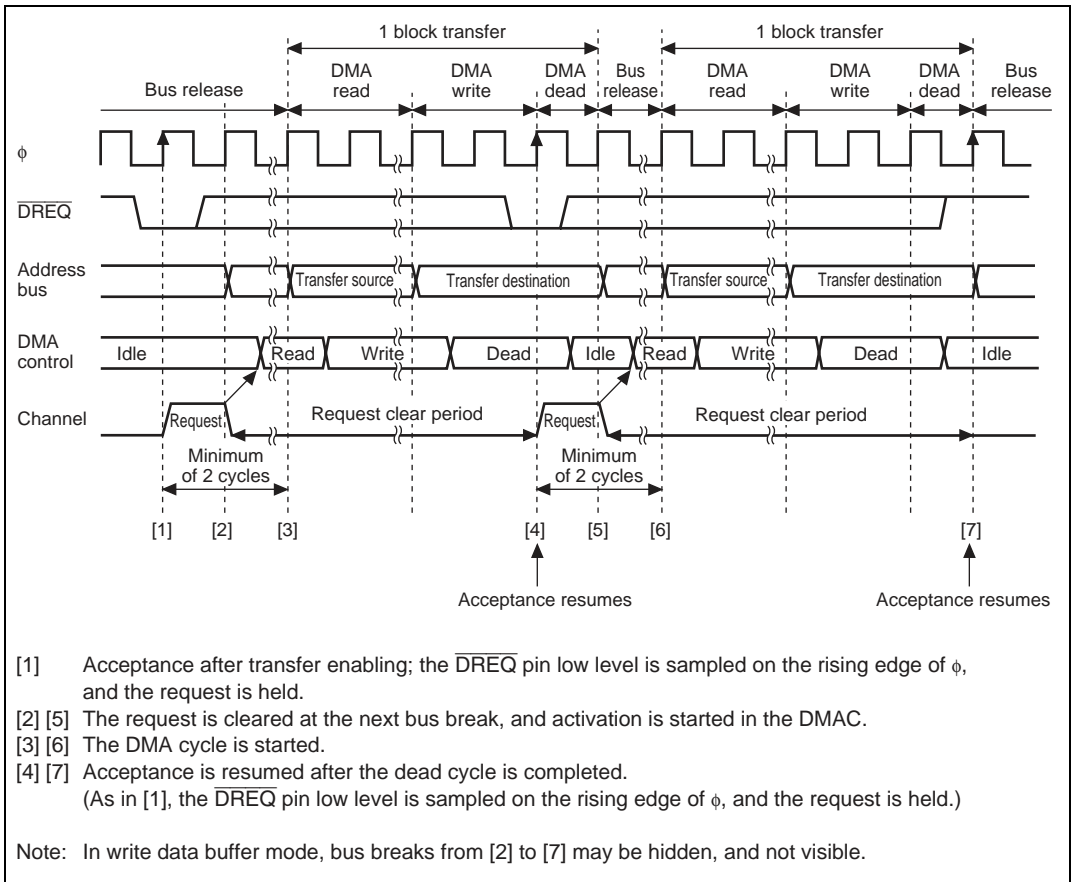 1 block transfer 1 block transfer
Bus release DMA read DMA write DMA dead Bus release DMA read DMA write DMA dead Bus release
φ
DREQ
Address bus Transfer source Transfer destination Transfer source Transfer destination
DMA control Idle Read Write Dead Idle Read Write Dead Idle
Channel Request Request clear period Request Request clear period
Minimum of 2 cycles Minimum of 2 cycles
[1] [2] [3] [4] [5] [6] [7]
Acceptance resumes Acceptance resumes
[1] Acceptance after transfer enabling; the DREQ pin low level is sampled on the rising edge of φ,
and the request is held.
[2] [5] The request is cleared at the next bus break, and activation is started in the DMAC.
[3] [6] The DMA cycle is started.
[4] [7] Acceptance is resumed after the dead cycle is completed.
(As in [1], the DREQ pin low level is sampled on the rising edge of φ, and the request is held.)
Note: In write data buffer mode, bus breaks from [2] to [7] may be hidden, and not visible.